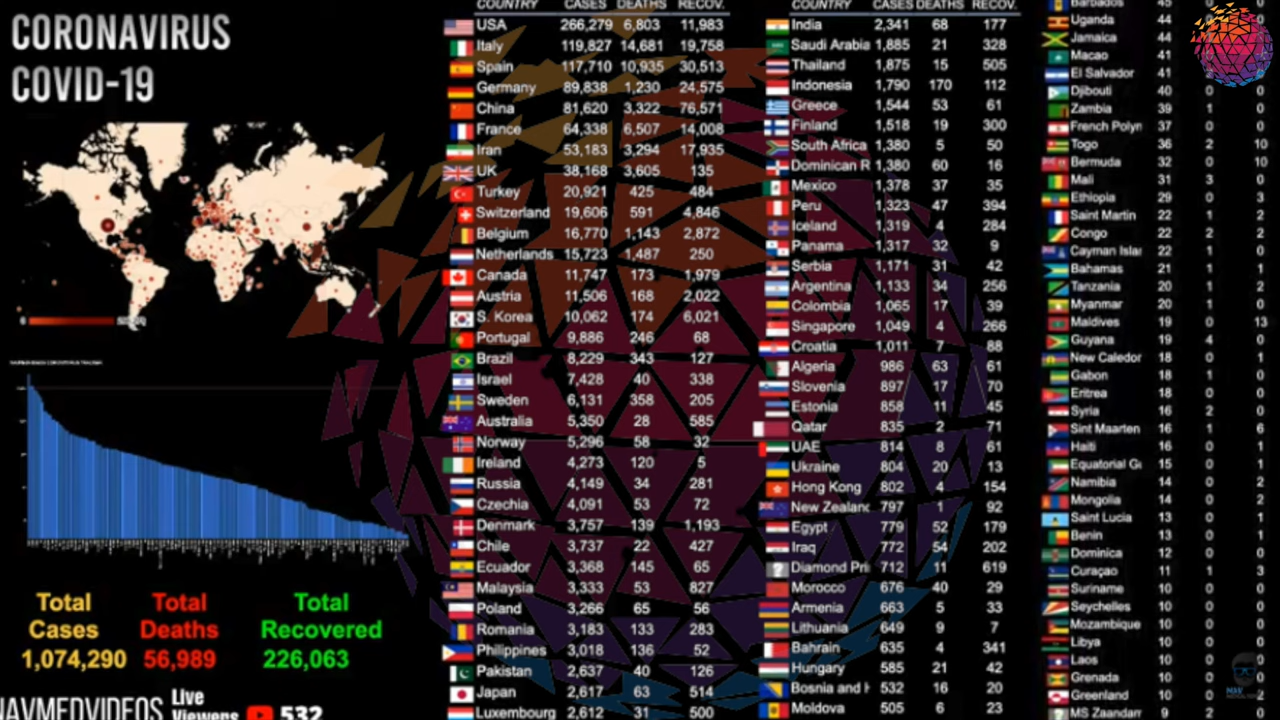 CORONAVIRUS
COVID-19
Total Cases
1,074,290
Total Deaths
56,989
Total Recovered
226,063
NAVMEDVIDEOS Live Viewers 532
COUNTRY CASES DEATHS RECOV.
USA 266,279 6,803 11,983
Italy 119,827 14,681 19,758
Spain 117,710 10,935 30,513
Germany 89,838 1,230 24,575
China 81,620 3,322 76,571
France 64,338 6,507 14,008
Iran 53,183 3,294 17,935
UK 38,168 3,605 135
Turkey 20,921 425 484
Switzerland 19,606 591 4,846
Belgium 16,770 1,143 2,872
Netherlands 15,723 1,487 250
Canada 11,747 173 1,979
Austria 11,506 168 2,022
S. Korea 10,062 174 6,021
Portugal 9,886 246 68
Brazil 8,229 343 127
Israel 7,428 40 338
Sweden 6,131 358 205
Australia 5,350 28 585
Norway 5,296 58 32
Ireland 4,273 120 5
Russia 4,149 34 281
Czechia 4,091 53 72
Denmark 3,757 139 1,193
Chile 3,737 22 427
Ecuador 3,368 145 65
Malaysia 3,333 53 827
Poland 3,266 65 56
Romania 3,183 133 283
Philippines 3,018 136 52
Pakistan 2,637 40 126
Japan 2,617 63 514
Luxembourg 2,612 31 500
COUNTRY CASES DEATHS RECOV.
India 2,341 68 177
Saudi Arabia 1,885 21 328
Thailand 1,875 15 505
Indonesia 1,790 170 112
Greece 1,544 53 61
Finland 1,518 19 300
South Africa 1,380 5 50
Dominican R 1,380 60 16
Mexico 1,378 37 35
Peru 1,323 47 394
Iceland 1,319 4 284
Panama 1,317 32 9
Serbia 1,171 31 42
Argentina 1,133 34 256
Colombia 1,065 17 39
Singapore 1,049 4 266
Croatia 1,011 7 88
Algeria 986 63 61
Slovenia 897 17 70
Estonia 858 11 45
Qatar 835 2 71
UAE 814 8 61
Ukraine 804 20 13
Hong Kong 802 4 154
New Zealand 797 1 92
Egypt 779 52 179
Iraq 772 54 202
Diamond Pri 712 11 619
Morocco 676 40 29
Armenia 663 5 33
Lithuania 649 9 7
Bahrain 635 4 341
Hungary 585 21 42
Bosnia and H 532 16 20
Moldova 505 6 23
Barbados 45 0
Uganda 44 0
Jamaica 44
Macao 41
El Salvador 41
Djibouti 40 0 0
Zambia 39 1 0
French Polyn 37 0 0
Togo 36 2 10
Bermuda 32 0 10
Mali 31 3 0
Ethiopia 29 0
Saint Martin 22 1 2
Congo 22 2 2
Cayman Islan 22 1 0
Bahamas 21 1 1
Tanzania 20 1 2
Myanmar 20 1 0
Maldives 19 0 13
Guyana 19 4 0
New Caledor 18 0 1
Gabon 18 1 0
Eritrea 18 0 0
Syria 16 2 0
Sint Maarten 16 1 6
Haiti 16 0 1
Equatorial Gu 15 0 1
Namibia 14 0 2
Mongolia 14 0 2
Saint Lucia 13 0 1
Benin 13 0 1
Dominica 12 0 0
Curaçao 11 1 3
Suriname 10 0 0
Seychelles 10 0 0
Mozambique 10 0 0
Libya 10 0 0
Laos 10 0 0
Grenada 10 0 0
Greenland 10 0 2
MS Zaandam 9 2 0